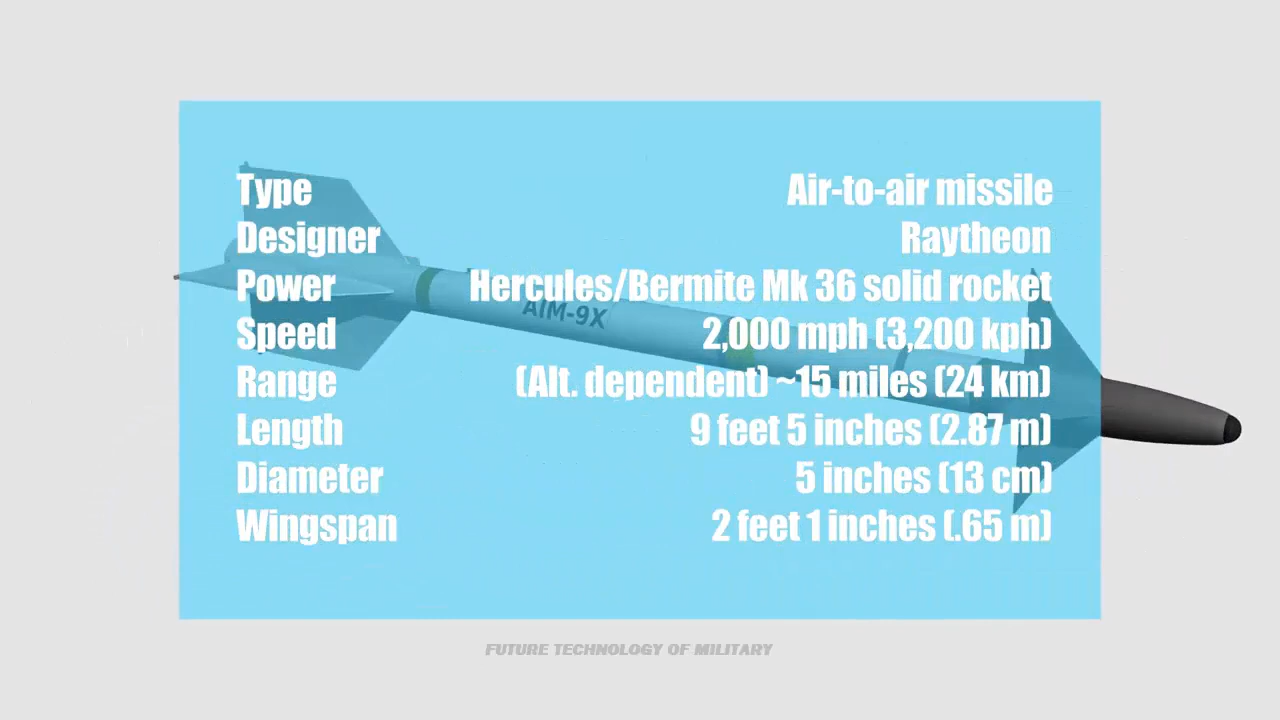 Type Air-to-air missile
Designer Raytheon
Power Hercules/Bermite Mk 36 solid rocket
AIM-9X
Speed 2,000 mph (3,200 kph)
Range (Alt. dependent) ~15 miles (24 km)
Length 9 feet 5 inches (2.87 m)
Diameter 5 inches (13 cm)
Wingspan 2 feet 1 inches (.65 m)
FUTURE TECHNOLOGY OF MILITARY